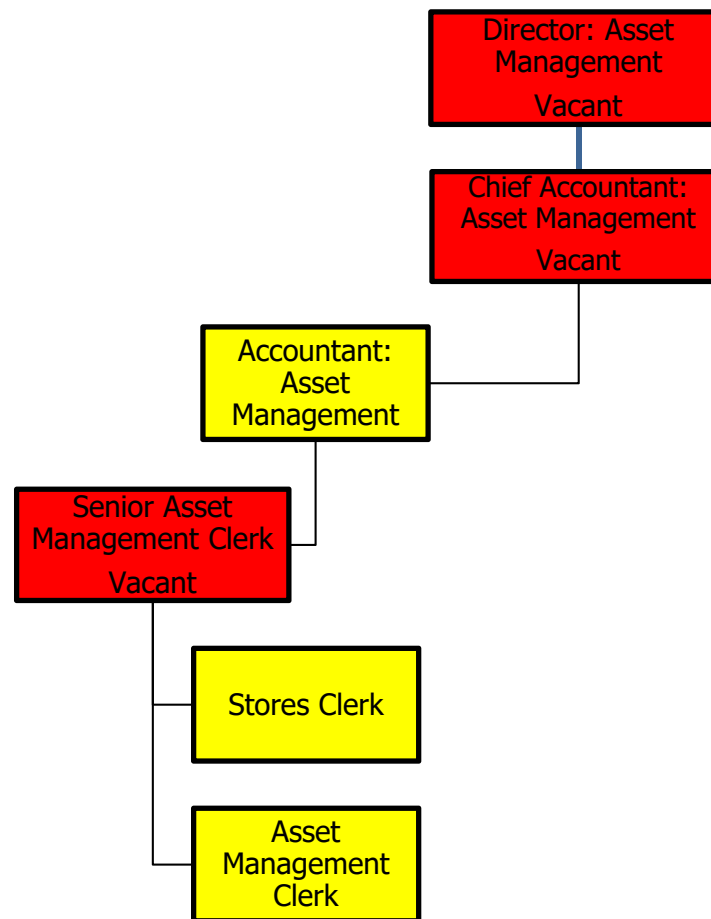 Director: Asset
Management
Vacant
Chief Accountant:
Asset Management
Vacant
Accountant:
Asset
Management
Senior Asset
Management Clerk
Vacant
Stores Clerk
Asset
Management
Clerk